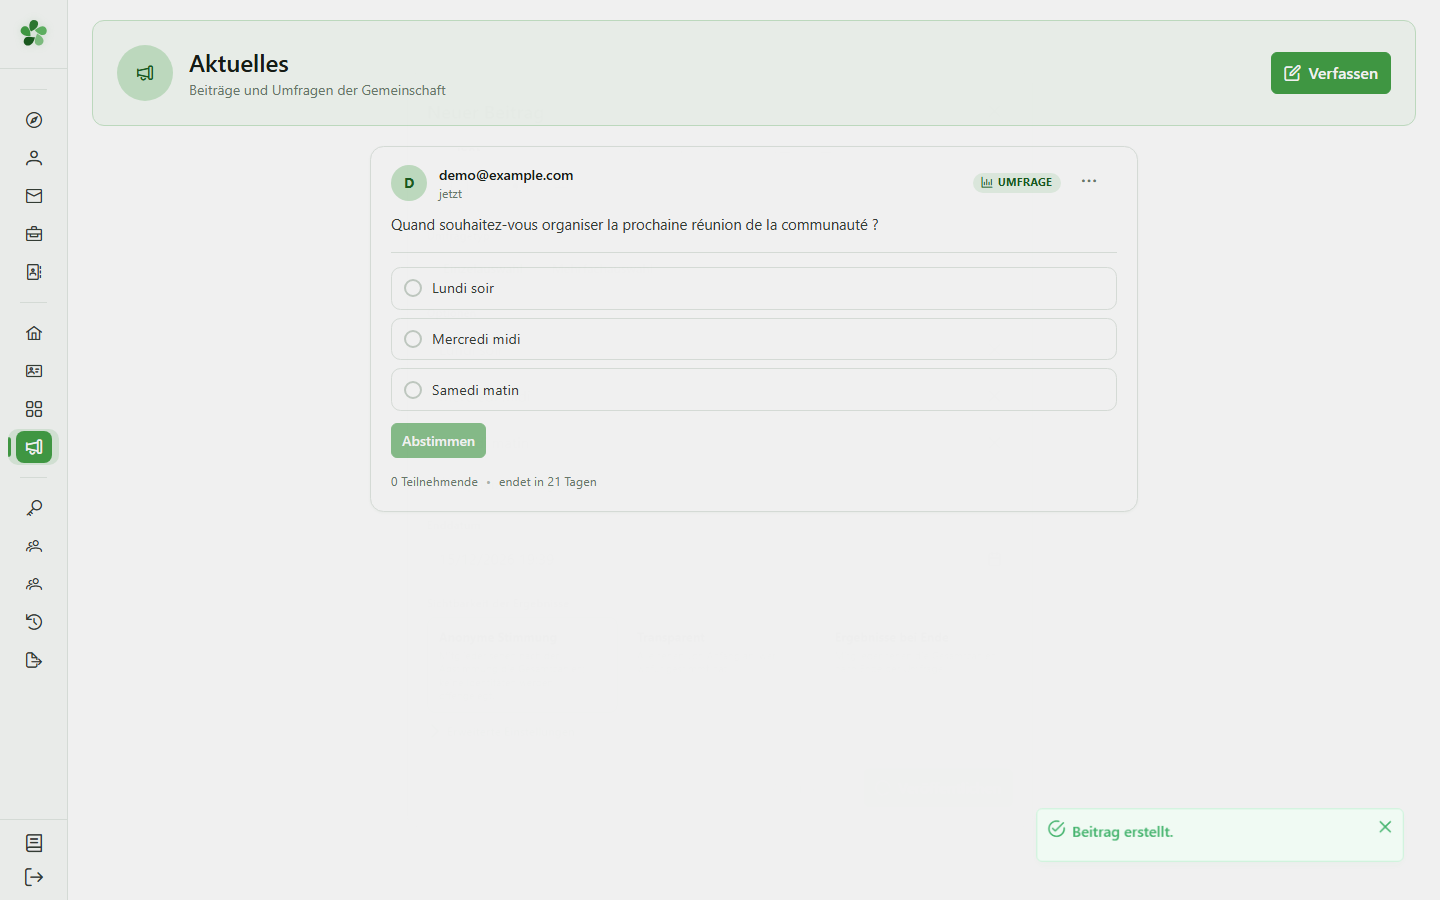 Aktuelles
Beiträge und Umfragen der Gemeinschaft
Verfassen
D
demo@example.com
jetzt
UMFRAGE
Quand souhaitez-vous organiser la prochaine réunion de la communauté ?
Lundi soir
Mercredi midi
Samedi matin
Abstimmen
0 Teilnehmende • endet in 21 Tagen
Beitrag erstellt.